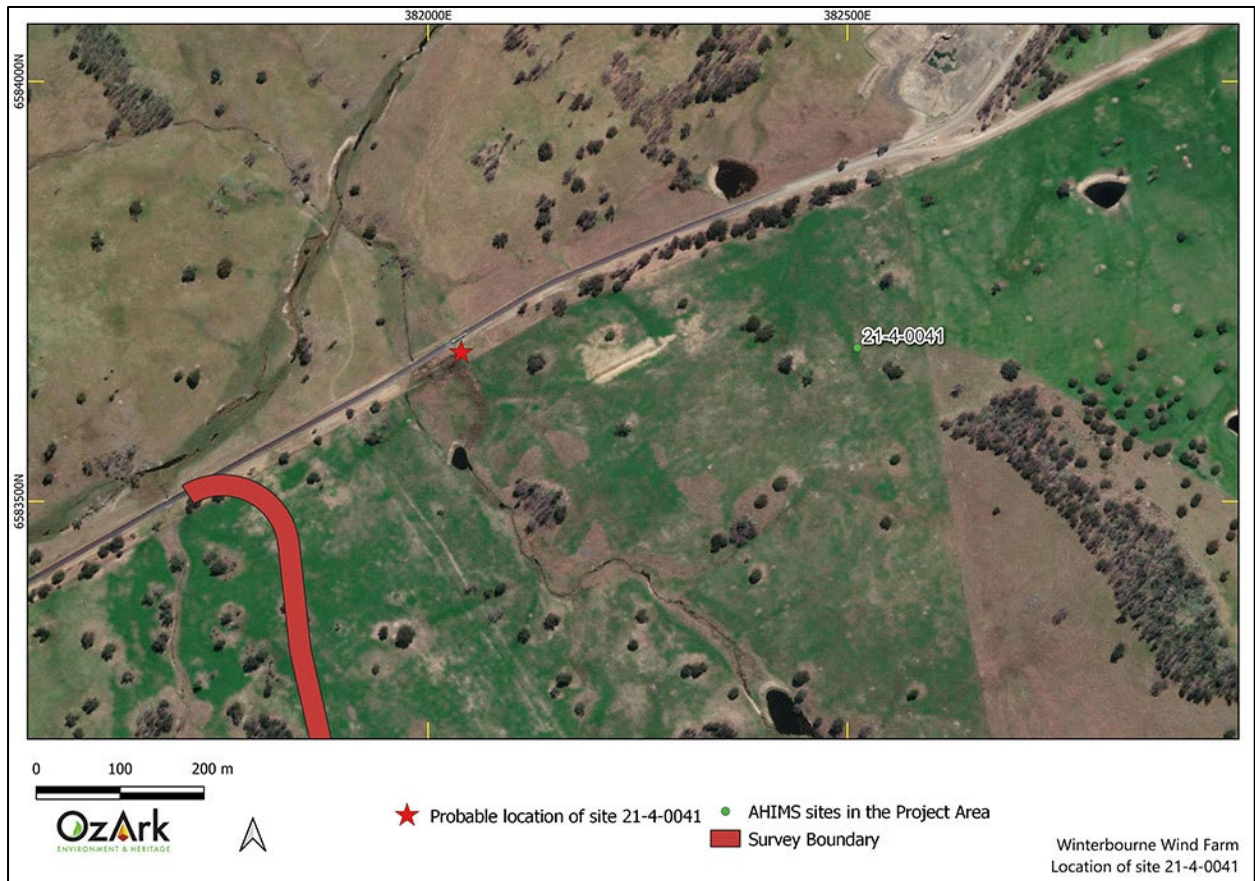 382000E
382500E
6584000N
21-4-0041
6583500N
0 100 200 m
OzArk
ENVIRONMENT & HERITAGE
Probable location of site 21-4-0041
AHIMS sites in the Project Area
Survey Boundary
Winterbourne Wind Farm
Location of site 21-4-0041